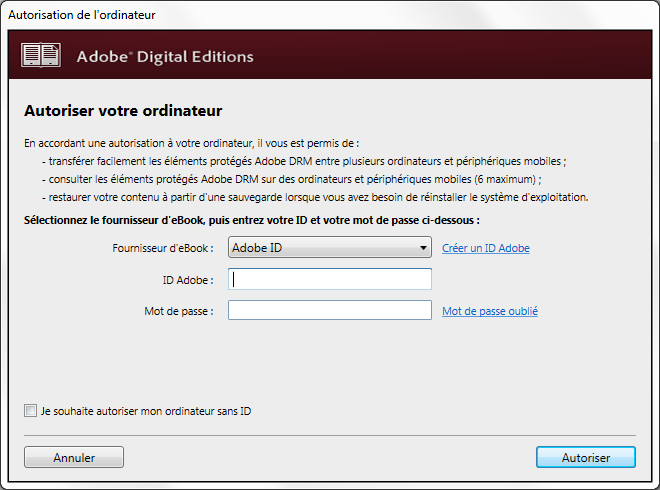 Autorisation de l'ordinateur
Adobe® Digital Editions
Autoriser votre ordinateur
En accordant une autorisation à votre ordinateur, il vous est permis de :
- transférer facilement les éléments protégés Adobe DRM entre plusieurs ordinateurs et périphériques mobiles ;
- consulter les éléments protégés Adobe DRM sur des ordinateurs et périphériques mobiles (6 maximum) ;
- restaurer votre contenu à partir d'une sauvegarde lorsque vous avez besoin de réinstaller le système d'exploitation.
Sélectionnez le fournisseur d'eBook, puis entrez votre ID et votre mot de passe ci-dessous :
Fournisseur d'eBook : Adobe ID Créer un ID Adobe
ID Adobe :
Mot de passe : Mot de passe oublié
Je souhaite autoriser mon ordinateur sans ID
Annuler Autoriser